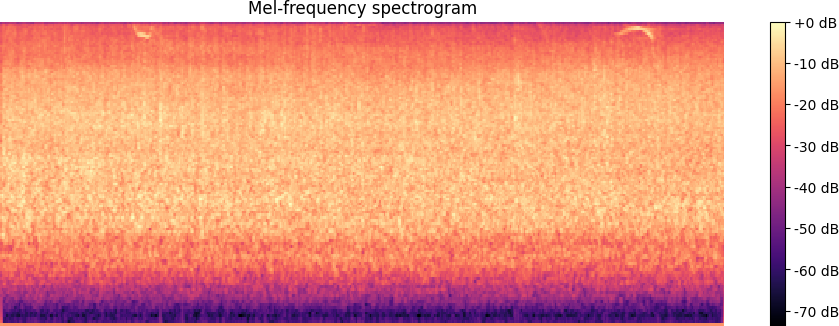 Mel-frequency spectrogram
+0 dB
-10 dB
-20 dB
-30 dB
-40 dB
-50 dB
-60 dB
-70 dB